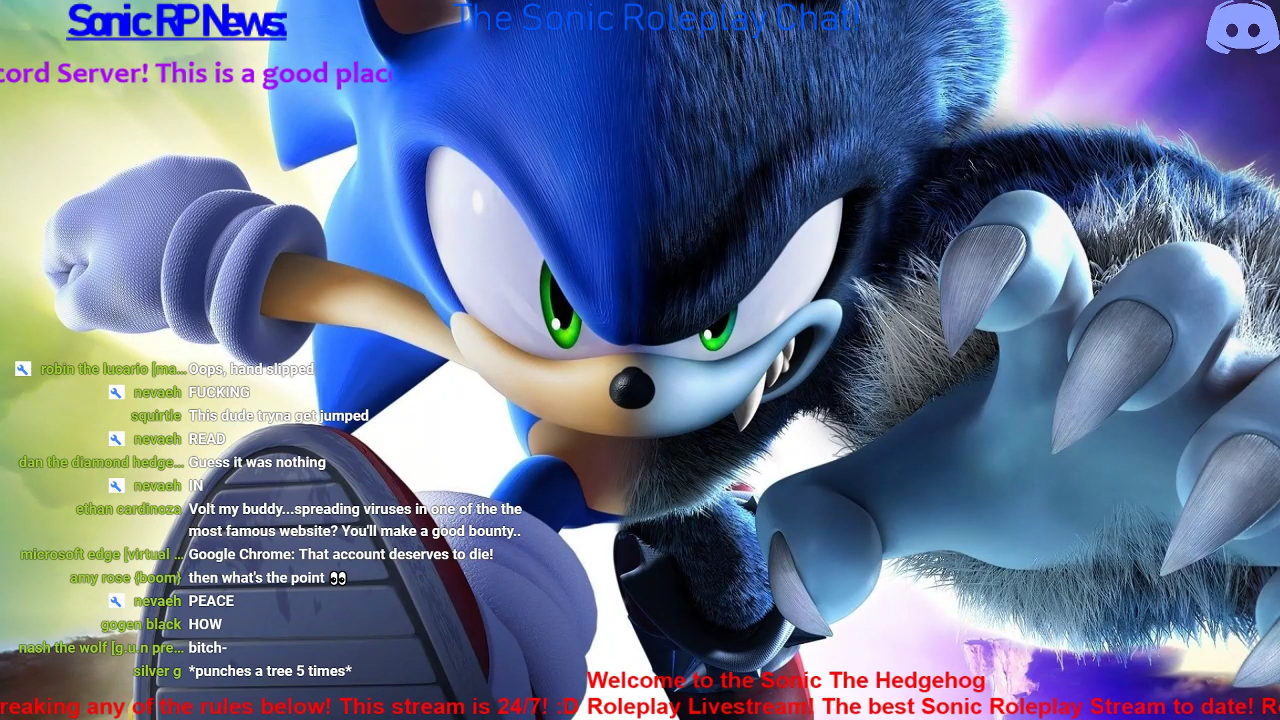 Sonic RP News:
The Sonic Roleplay Chat!
cord Server! This is a good plac
robin the lucario [ma... Oops, hand slipped
nevaeh FUCKING
squirtle This dude tryna get jumped
nevaeh READ
dan the diamond hedge... Guess it was nothing
nevaeh IN
ethan cardinoza Volt my buddy...spreading viruses in one of the the
most famous website? You'll make a good bounty..
microsoft edge [virtual ... Google Chrome: That account deserves to die!
amy rose (boom) then what's the point 👀
nevaeh PEACE
gogen black HOW
nash the wolf [g.u.n pre... bitch-
silver g *punches a tree 5 times*
Welcome to the Sonic The Hedgehog
reaking any of the rules below! This stream is 24/7! :D Roleplay Livestream! The best Sonic Roleplay Stream to date! R